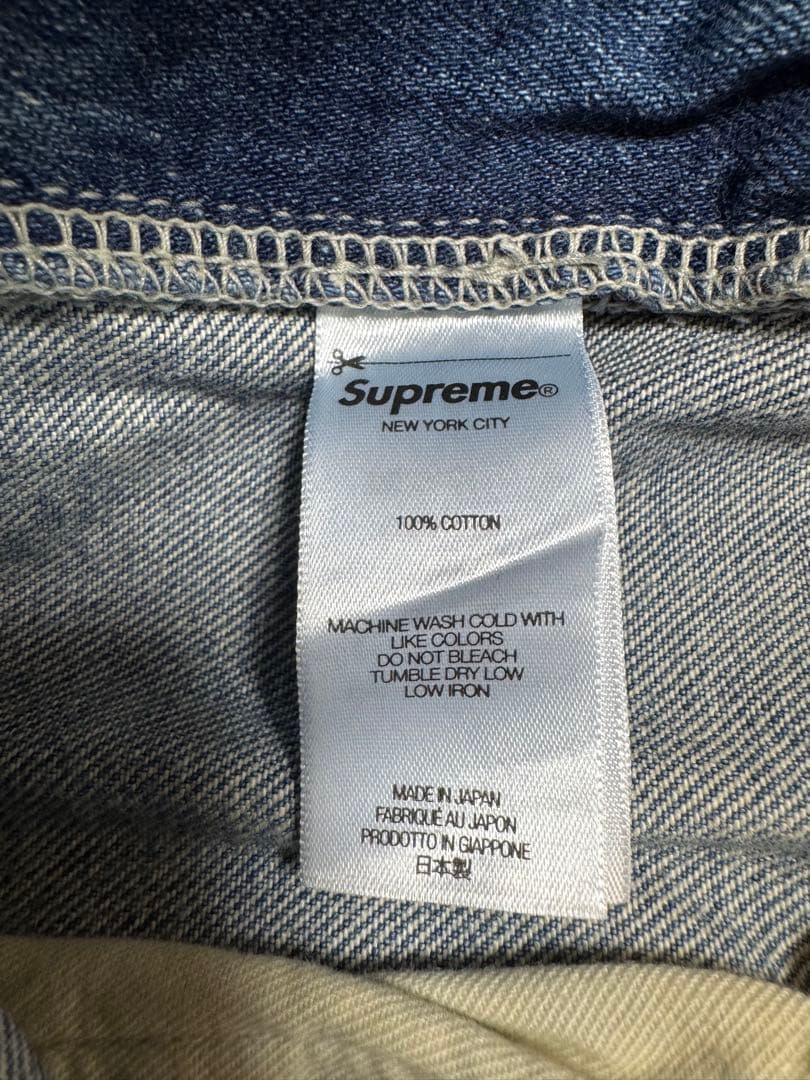 Supreme®
NEW YORK CITY
100% COTTON
MACHINE WASH COLD WITH
LIKE COLORS
DO NOT BLEACH
TUMBLE DRY LOW
LOW IRON
MADE IN JAPAN
FABRIQUÉ AU JAPON
PRODOTTO IN GIAPPONE
日本製